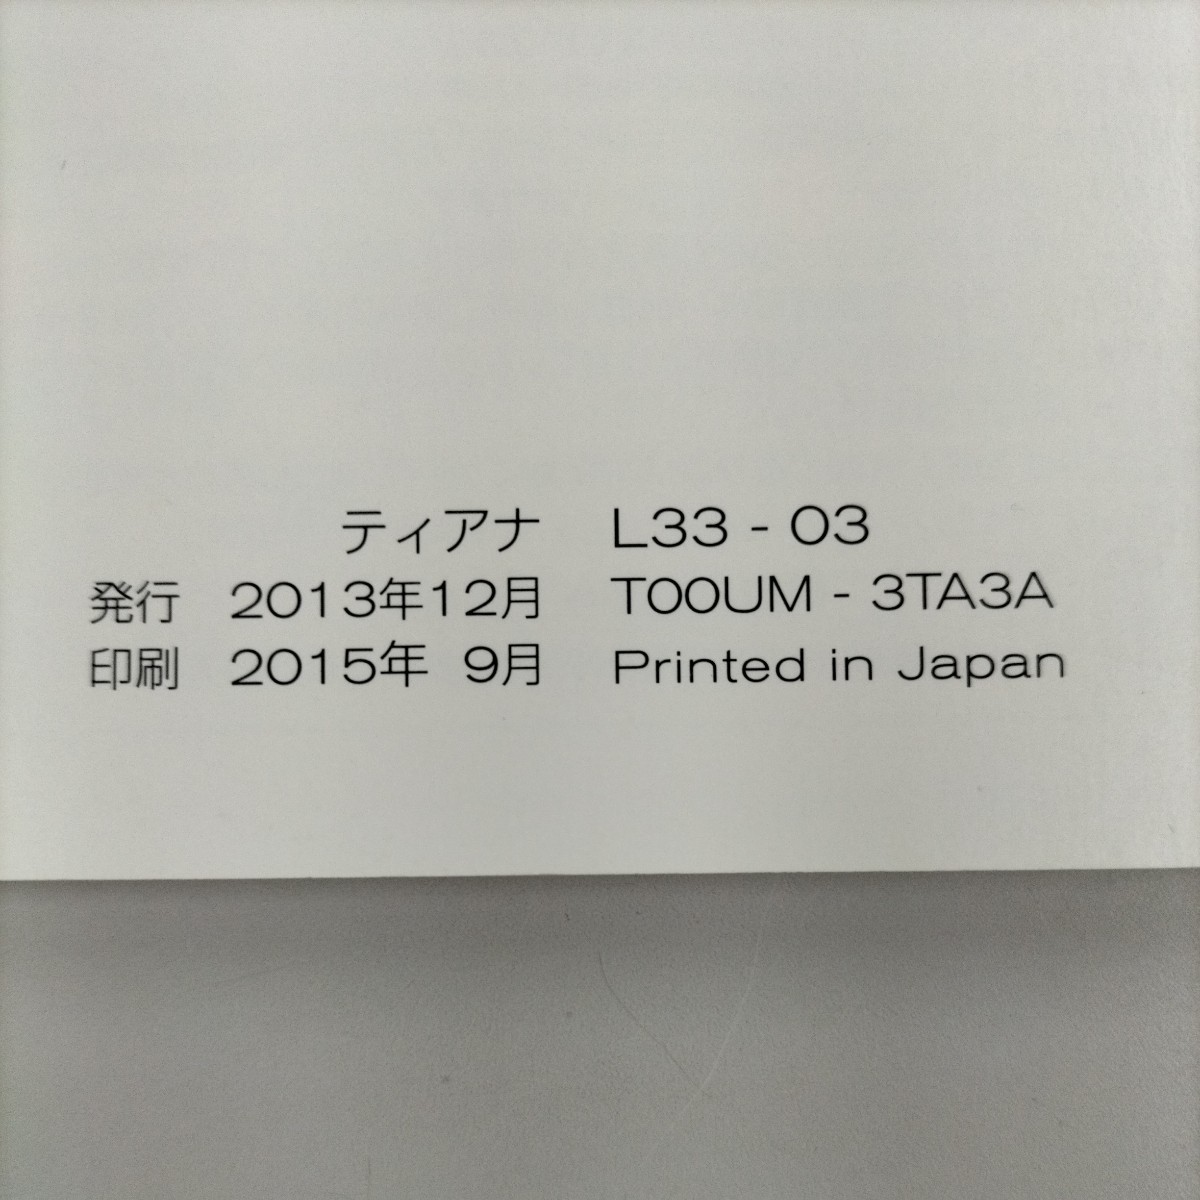 ティアナ L33 - 03
発行 2013年12月 T00UM - 3TA3A
印刷 2015年 9月 Printed in Japan